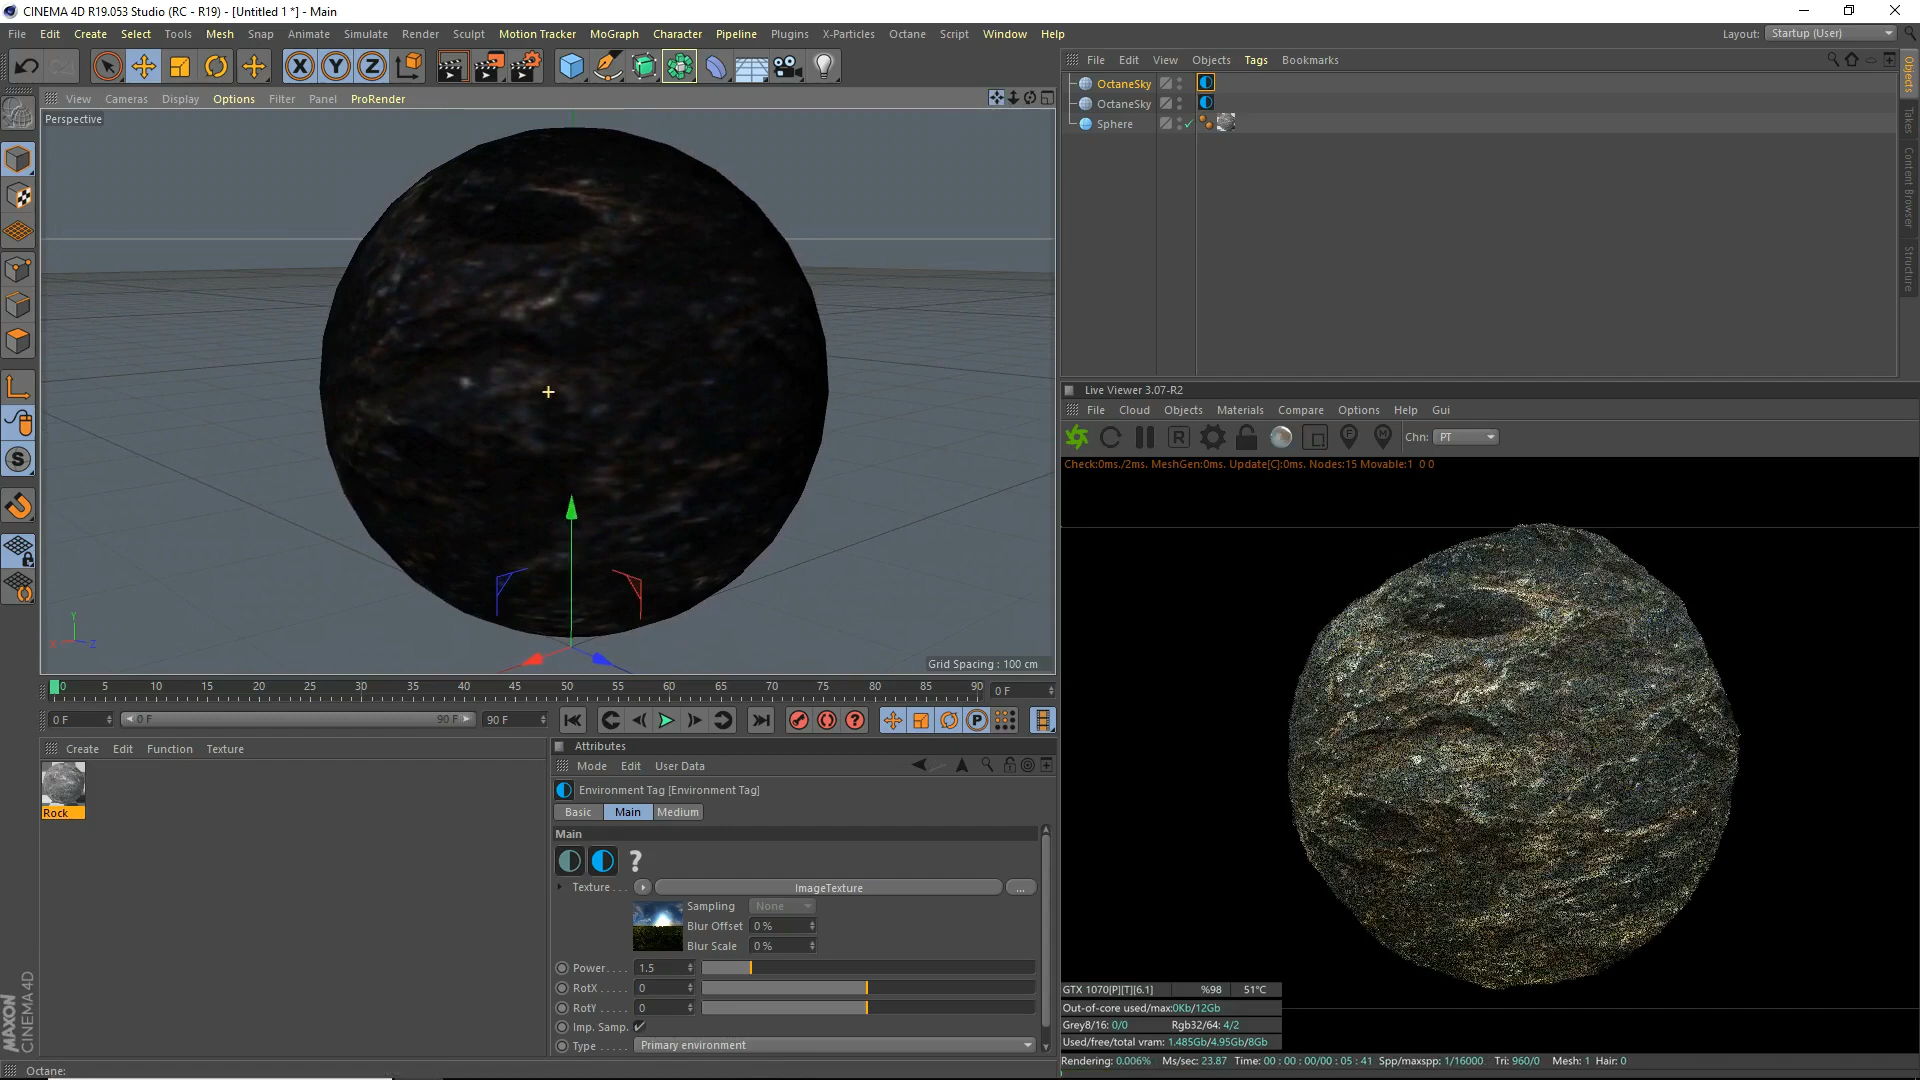 CINEMA 4D R19.053 Studio (RC - R19) - [Untitled 1 *] - Main
File Edit Create Select Tools Mesh Snap Animate Simulate Render Sculpt Motion Tracker MoGraph Character Pipeline Plugins X-Particles Octane Script Window Help Layout: Startup (User)
View Cameras Display Options Filter Panel ProRender
Perspective
Grid Spacing : 100 cm
Y
X Z
0 5 10 15 20 25 30 35 40 45 50 55 60 65 70 75 80 85 90 0 F
0 F 0 F 90 F 90 F
Create Edit Function Texture
Rock
MAXON
CINEMA 4D
Octane:
Attributes
Mode Edit User Data
Environment Tag [Environment Tag]
Basic Main Medium
Main
Texture . . . ImageTexture ...
Sampling None
Blur Offset 0 %
Blur Scale 0 %
Power. . . . 1.5
RotX . . . . . 0
RotY . . . . . 0
Imp. Samp.
Type . . . . Primary environment
File Edit View Objects Tags Bookmarks
OctaneSky
OctaneSky
Sphere
Objects
Takes
Content Browser
Structure
Live Viewer 3.07-R2
File Cloud Objects Materials Compare Options Help Gui
Chn: PT
Check:0ms./2ms. MeshGen:0ms. Update[C]:0ms. Nodes:15 Movable:1 0 0
GTX 1070[P][T][6.1] %98 51°C
Out-of-core used/max:0Kb/12Gb
Grey8/16: 0/0 Rgb32/64: 4/2
Used/free/total vram: 1.485Gb/4.95Gb/8Gb
Rendering: 0.006% Ms/sec: 23.87 Time: 00 : 00 : 00/00 : 05 : 41 Spp/maxspp: 1/16000 Tri: 960/0 Mesh: 1 Hair: 0